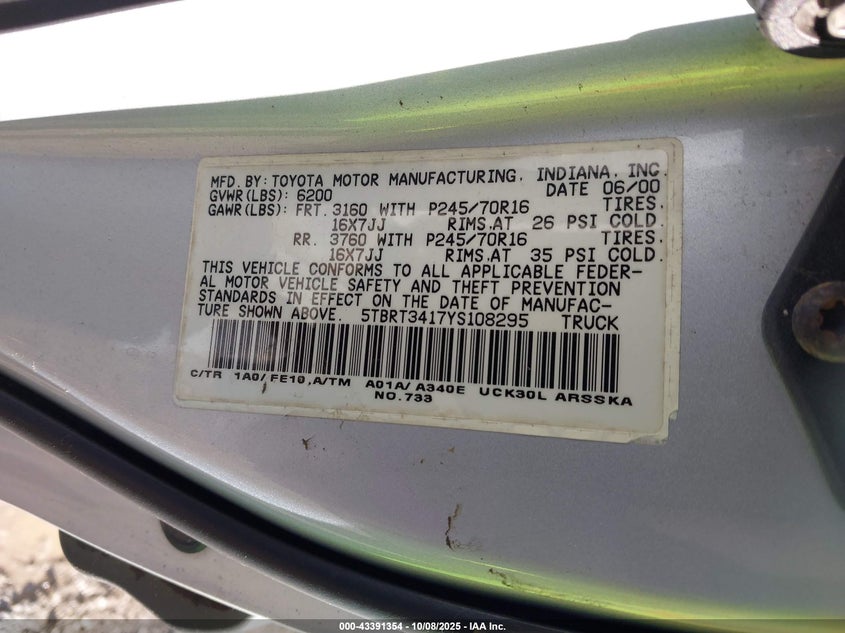 MFD. BY: TOYOTA MOTOR MANUFACTURING, INDIANA, INC.
GVWR(LBS): 6200 DATE 06/00
GAWR(LBS): FRT. 3160 WITH P245/70R16 TIRES,
16X7JJ RIMS,AT 26 PSI COLD.
RR. 3760 WITH P245/70R16 TIRES,
16X7JJ RIMS,AT 35 PSI COLD.
THIS VEHICLE CONFORMS TO ALL APPLICABLE FEDER-
AL MOTOR VEHICLE SAFETY AND THEFT PREVENTION
STANDARDS IN EFFECT ON THE DATE OF MANUFAC-
TURE SHOWN ABOVE. 5TBRT3417YS108295 TRUCK
C/TR 1A0/FE10,A/TM A01A/A340E UCK30L ARSSKA
NO.733
000-43391354 - 10/08/2025 - IAA Inc.